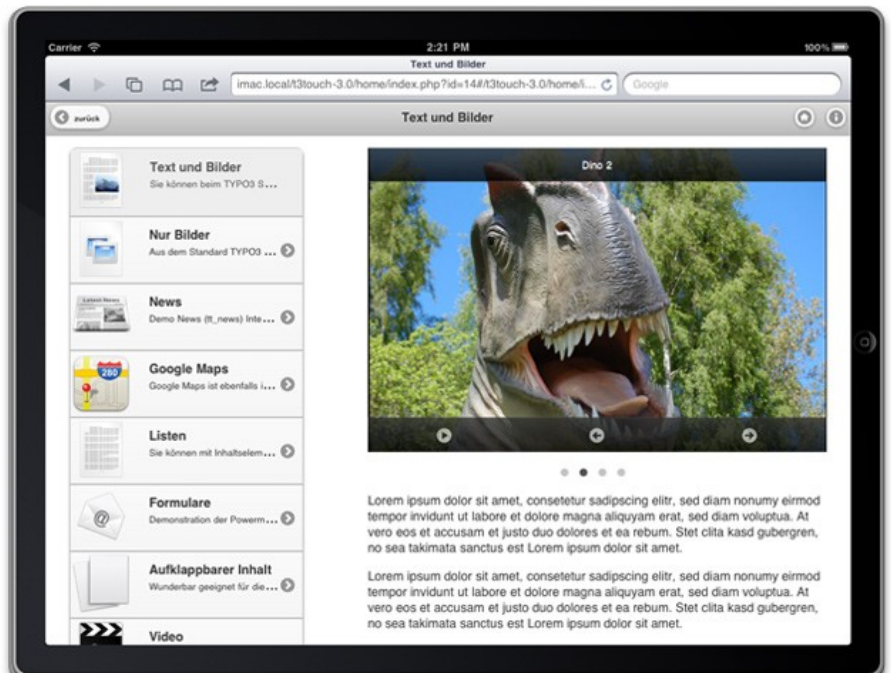 Carrier
2:21 PM
100%
Text und Bilder
imac.local/t3touch-3.0/home/index.php?id=14#/t3touch-3.0/home/i...
Google
zurück
Text und Bilder
Text und Bilder
Sie können beim TYPO3 S...
Nur Bilder
Aus dem Standard TYPO3 ...
Latest News
News
Demo News (tt_news) Inte...
280
Google Maps
Google Maps ist ebenfalls i...
Listen
Sie können mit Inhaltselem...
@
Formulare
Demonstration der Powerm...
Aufklappbarer Inhalt
Wunderbar geeignet für die...
Video
Dino 2
Lorem ipsum dolor sit amet, consetetur sadipscing elitr, sed diam nonumy eirmod
tempor invidunt ut labore et dolore magna aliquyam erat, sed diam voluptua. At
vero eos et accusam et justo duo dolores et ea rebum. Stet clita kasd gubergren,
no sea takimata sanctus est Lorem ipsum dolor sit amet.
Lorem ipsum dolor sit amet, consetetur sadipscing elitr, sed diam nonumy eirmod
tempor invidunt ut labore et dolore magna aliquyam erat, sed diam voluptua. At
vero eos et accusam et justo duo dolores et ea rebum. Stet clita kasd gubergren,
no sea takimata sanctus est Lorem ipsum dolor sit amet.